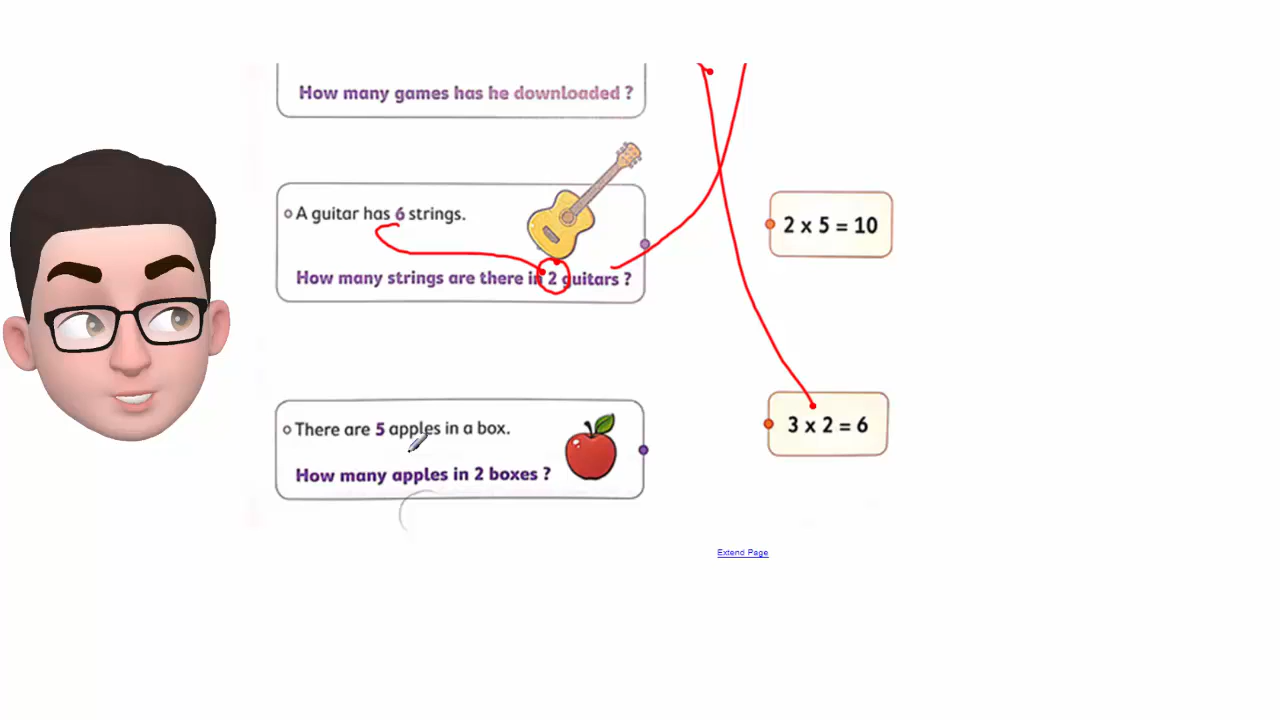 How many games has he downloaded ?
A guitar has 6 strings.
How many strings are there in 2 guitars ?
2 x 5 = 10
There are 5 apples in a box.
How many apples in 2 boxes ?
3 x 2 = 6
Extend Page